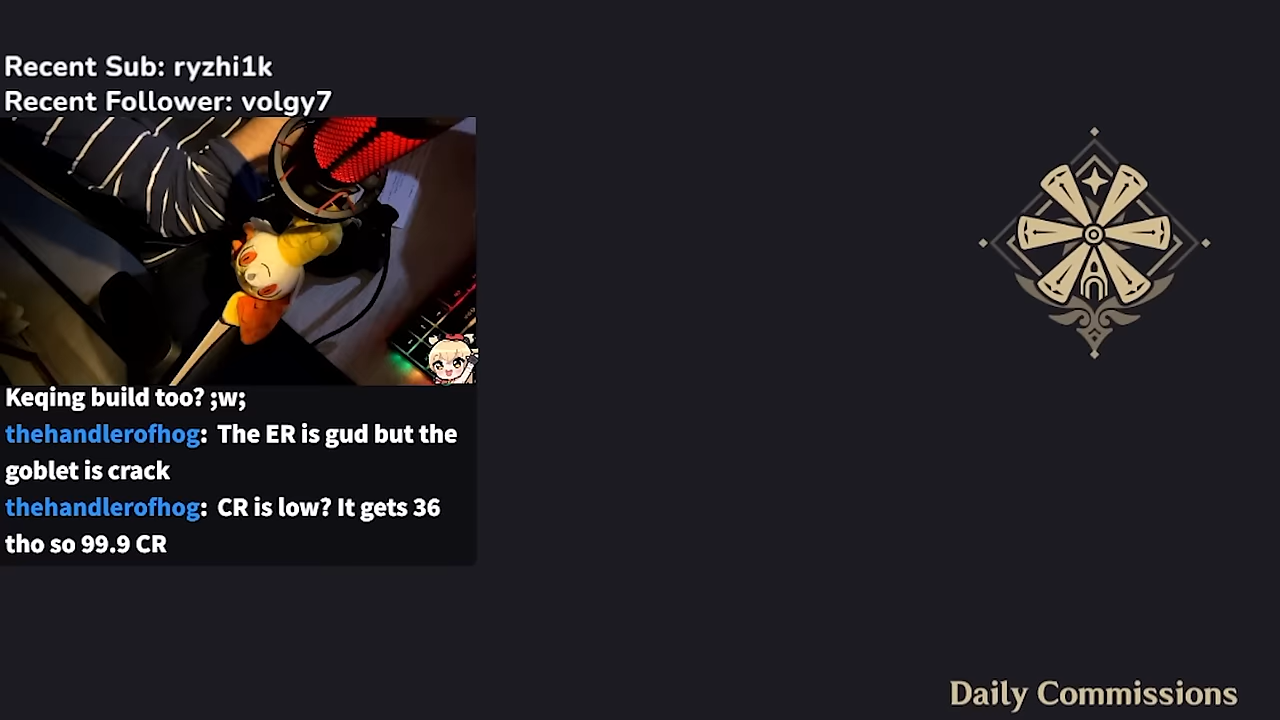 Recent Sub: ryzhi1k
Recent Follower: volgy7
Keqing build too? ;w;
thehandlerofhog: The ER is gud but the
goblet is crack
thehandlerofhog: CR is low? It gets 36
tho so 99.9 CR
Daily Commissions